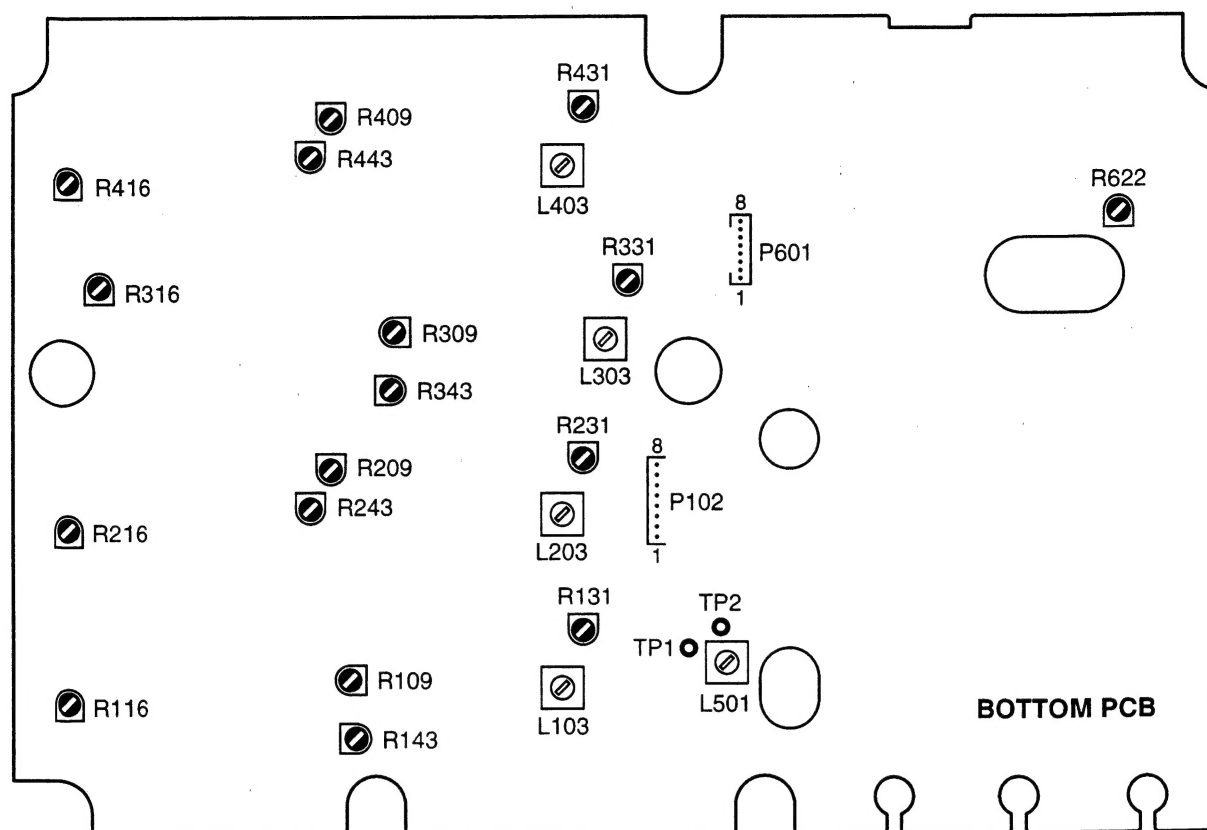 R431
R409
R443
R416
L403
R622
8
P601
R331
1
R316
R309
L303
R343
R231
8
R209
P102
R243
R216
L203
1
R131
TP2
TP1
R109
L501
R116
L103
BOTTOM PCB
R143